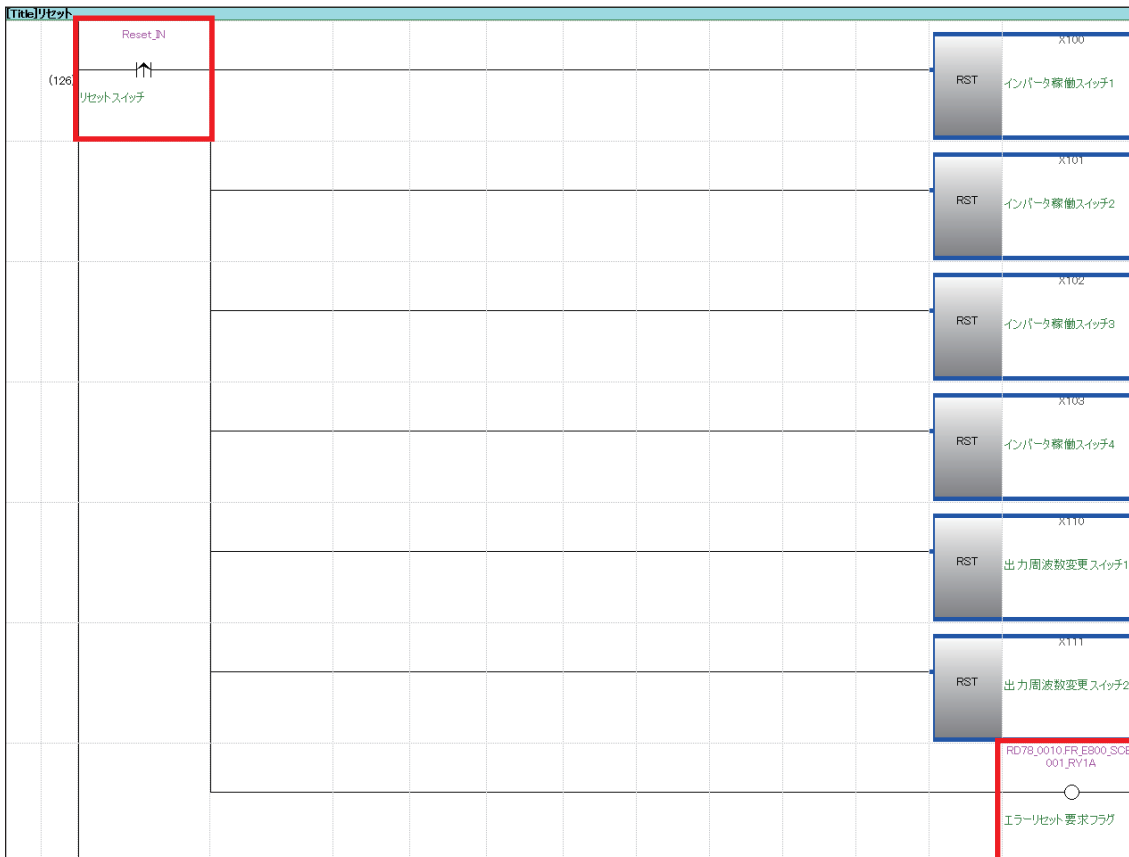 [Title]リセット
Reset_IN
(126)
リセットスイッチ
X100
RST
インバータ稼働スイッチ1
X101
RST
インバータ稼働スイッチ2
X102
RST
インバータ稼働スイッチ3
X103
RST
インバータ稼働スイッチ4
X110
RST
出力周波数変更スイッチ1
X111
RST
出力周波数変更スイッチ2
RD78_0010.FR_E800_SCE
001_RY1A
エラーリセット要求フラグ